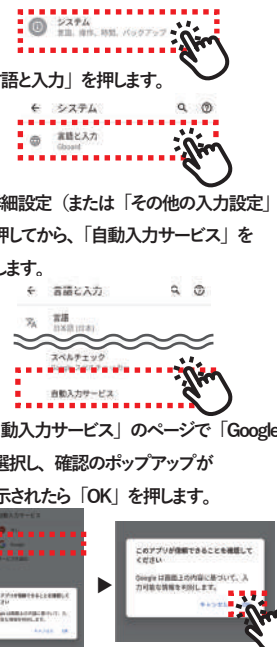 システム
言語、操作、時間、バックアップ
語と入力」を押します。
システム
言語と入力
Gboard
細設定（または「その他の入力設定」
押してから、「自動入力サービス」を
します。
言語と入力
言語
日本語 (日本)
スペルチェック
自動入力サービス
動入力サービス」のページで「Google
選択し、確認のポップアップが
示されたら「OK」を押します。
Google
このアプリが信頼できることを確認して
ください
Google は画面上の内容に基づいて、入
力可能な情報を判別します。
キャンセル
キャンセル OK